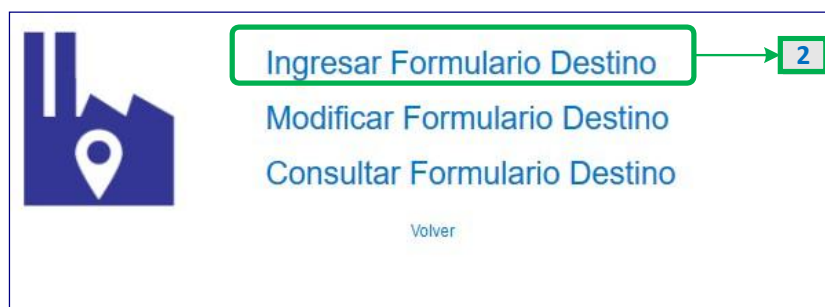 Ingresar Formulario Destino
2
Modificar Formulario Destino
Consultar Formulario Destino
Volver